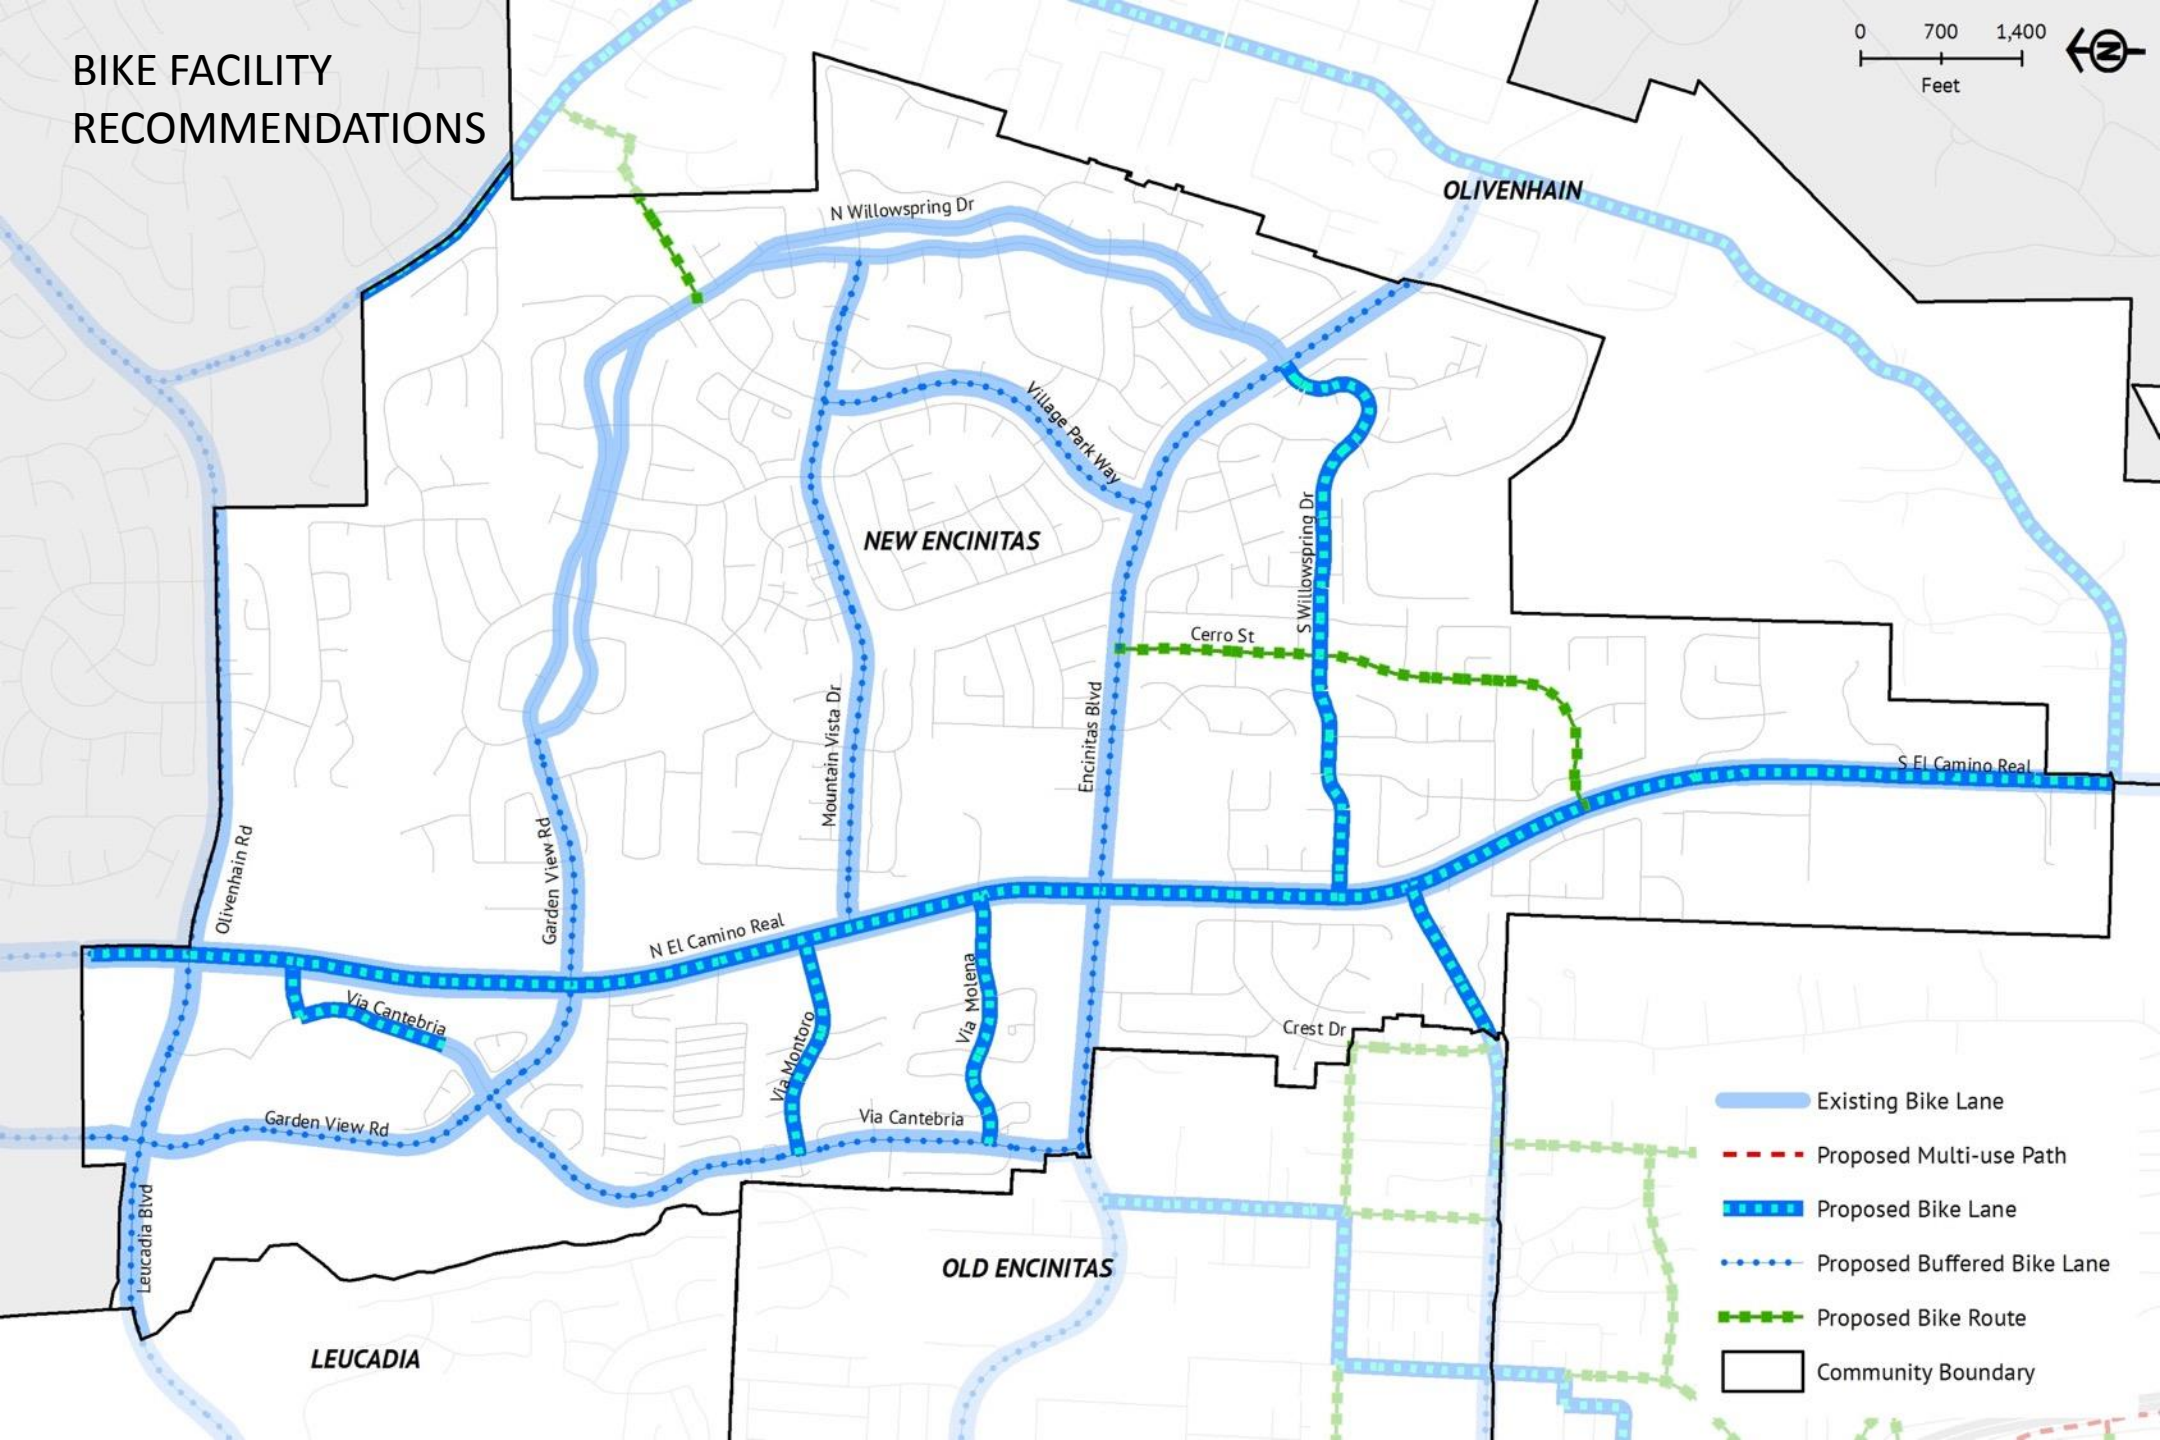 BIKE FACILITY
RECOMMENDATIONS
0 700 1,400
Feet
N
OLIVENHAIN
N Willowspring Dr
Village Park Way
NEW ENCINITAS
S Willowspring Dr
Cerro St
Mountain Vista Dr
Encinitas Blvd
S El Camino Real
Olivenhain Rd
Garden View Rd
N El Camino Real
Via Cantebria
Via Montoro
Via Molena
Crest Dr
Garden View Rd
Via Cantebria
Leucadia Blvd
OLD ENCINITAS
LEUCADIA
Existing Bike Lane
Proposed Multi-use Path
Proposed Bike Lane
Proposed Buffered Bike Lane
Proposed Bike Route
Community Boundary